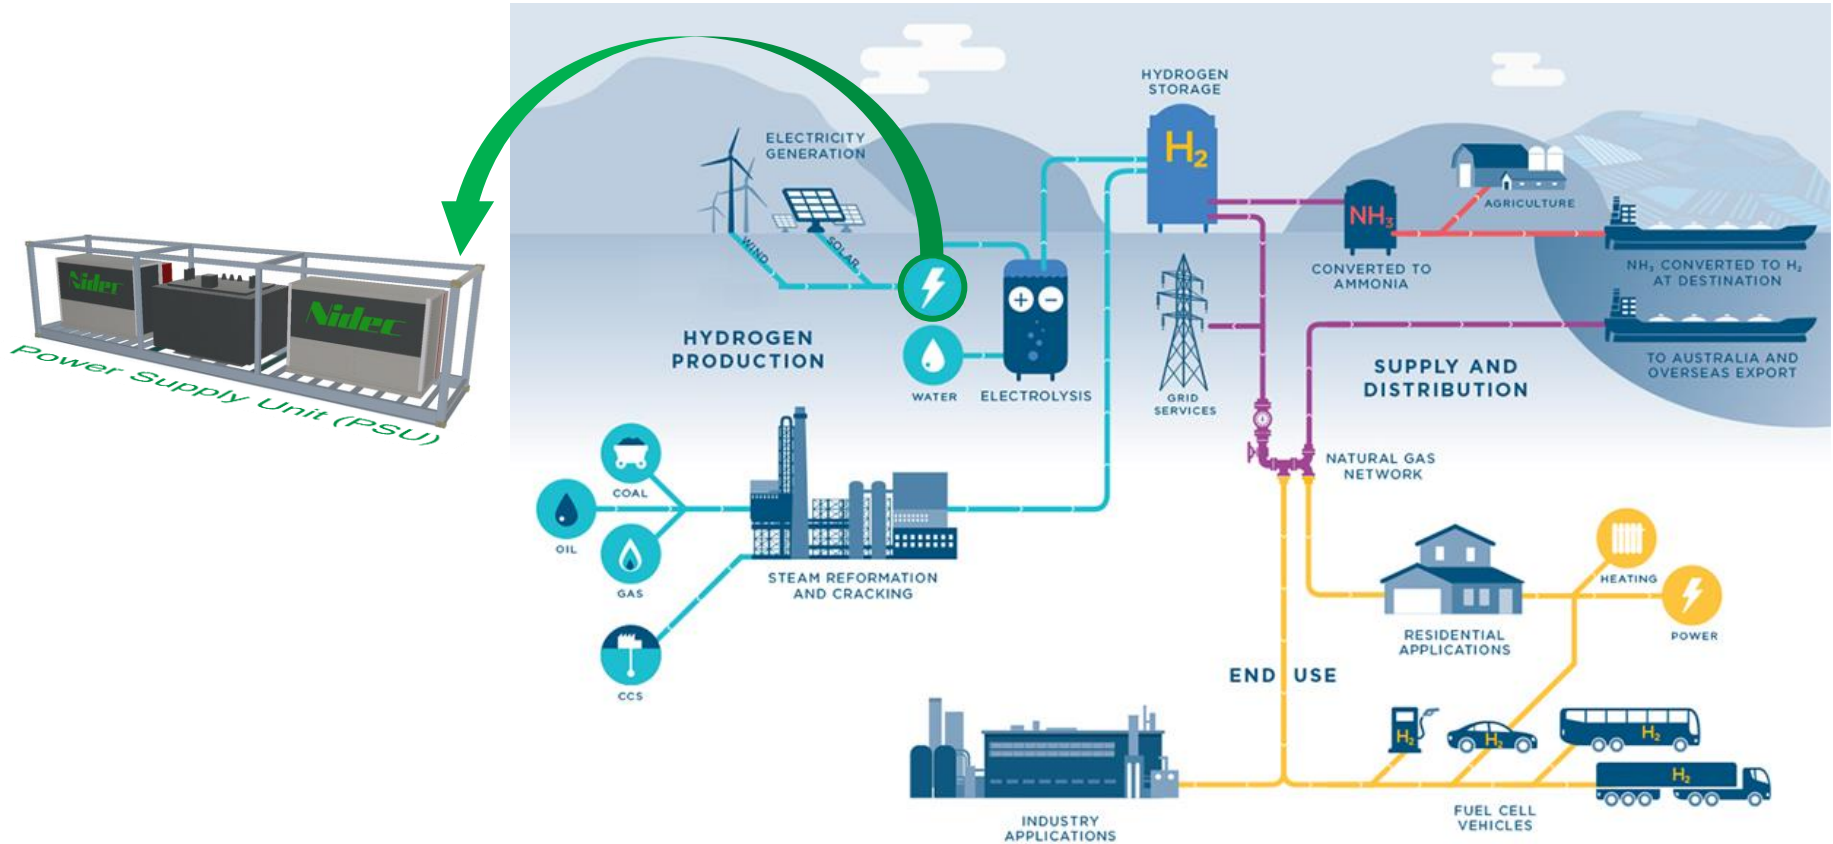 Nidec
Nidec
Power Supply Unit (PSU)
ELECTRICITY
GENERATION
WIND
SOLAR
HYDROGEN
PRODUCTION
WATER
+ −
ELECTROLYSIS
HYDROGEN
STORAGE
H₂
NH₃
CONVERTED TO
AMMONIA
AGRICULTURE
NH₃ CONVERTED TO H₂
AT DESTINATION
TO AUSTRALIA AND
OVERSEAS EXPORT
SUPPLY AND
DISTRIBUTION
GRID
SERVICES
NATURAL GAS
NETWORK
COAL
OIL
GAS
CCS
STEAM REFORMATION
AND CRACKING
HEATING
POWER
RESIDENTIAL
APPLICATIONS
END USE
H₂
H₂
H₂
H₂
FUEL CELL
VEHICLES
INDUSTRY
APPLICATIONS